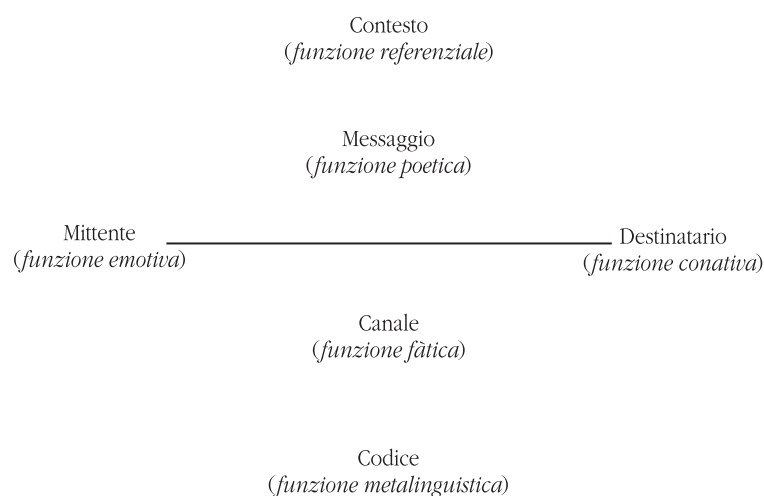 Contesto
(funzione referenziale)
Messaggio
(funzione poetica)
Mittente
(funzione emotiva)
Destinatario
(funzione conativa)
Canale
(funzione fàtica)
Codice
(funzione metalinguistica)